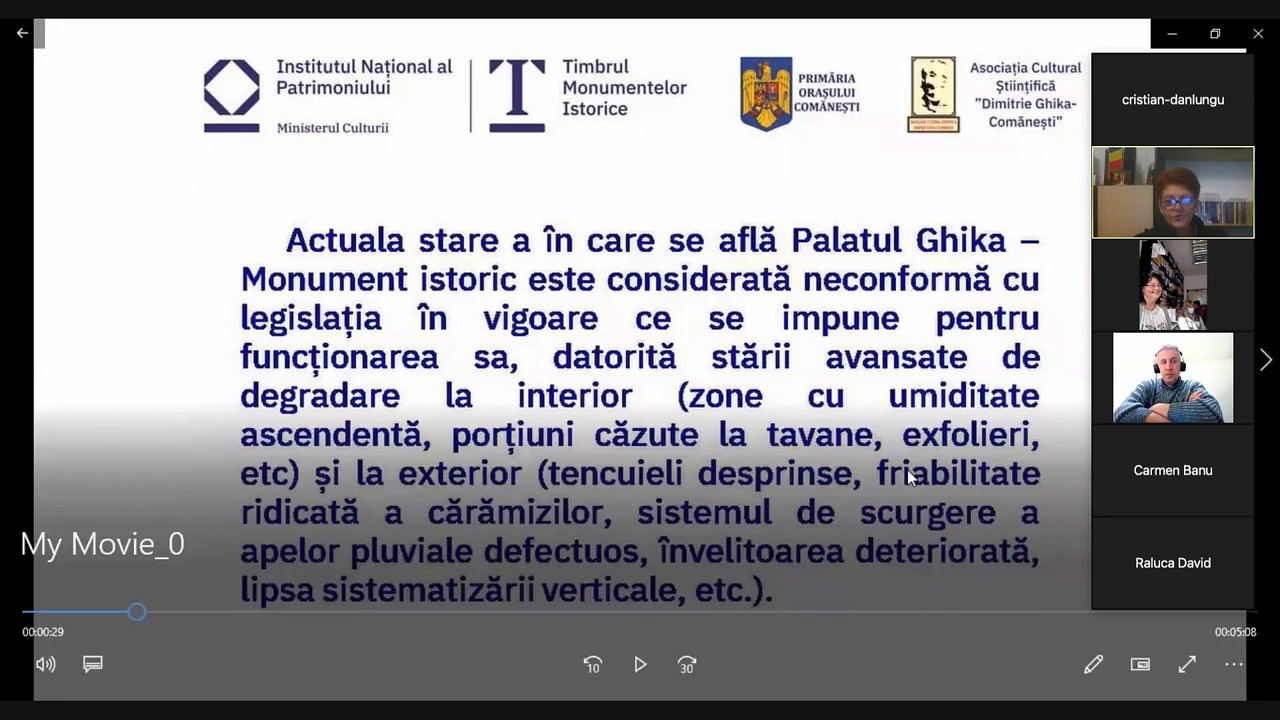 Institutul Național al
Patrimoniului
Ministerul Culturii
Timbrul
Monumentelor
Istorice
PRIMĂRIA
ORAȘULUI
COMĂNEȘTI
Asociația Cultural
Științifică
”Dimitrie Ghika-
Comănești”
cristian-danlungu
Actuala stare a în care se află Palatul Ghika –
Monument istoric este considerată neconformă cu
legislația în vigoare ce se impune pentru
funcționarea sa, datorită stării avansate de
degradare la interior (zone cu umiditate
ascendentă, porțiuni căzute la tavane, exfolieri,
etc) și la exterior (tencuieli desprinse, friabilitate
ridicată a cărămizilor, sistemul de scurgere a
apelor pluviale defectuos, învelitoarea deteriorată,
lipsa sistematizării verticale, etc.).
Carmen Banu
Raluca David
My Movie_0
00:00:29
00:05:08
10
30